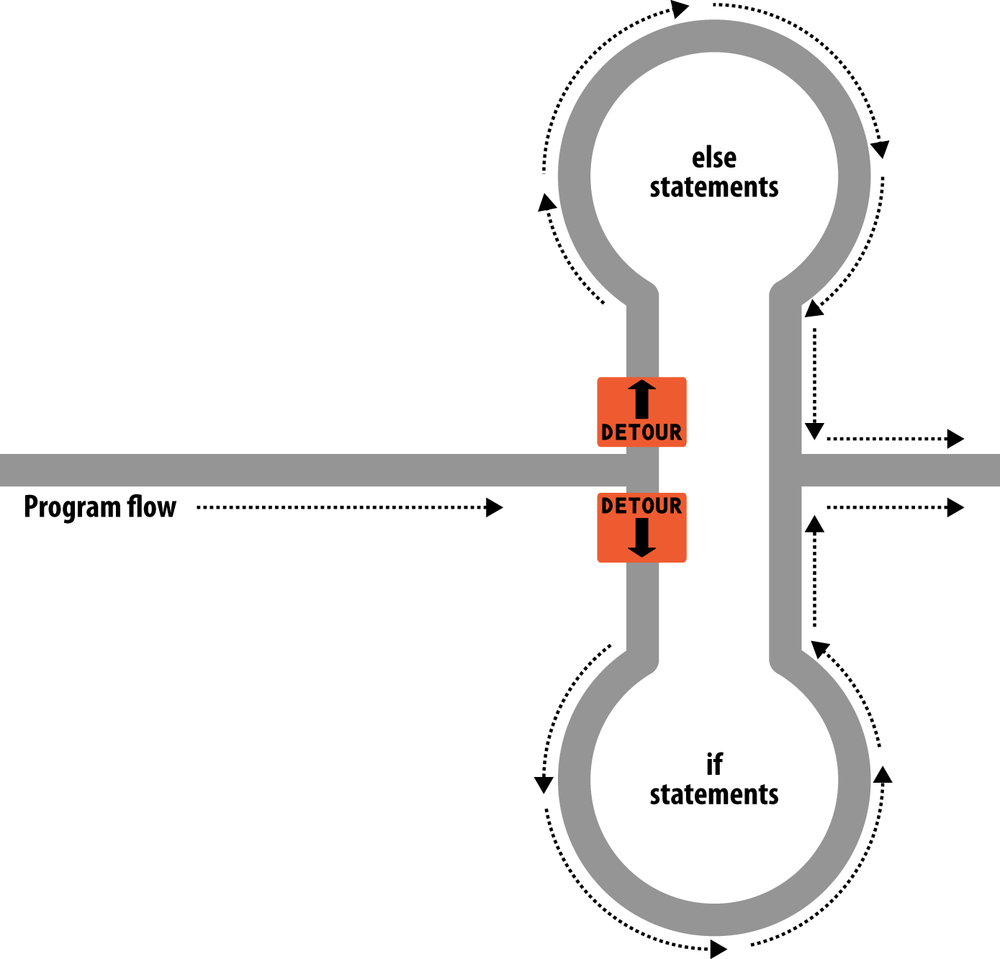 else
statements
DETOUR
Program flow
DETOUR
if
statements